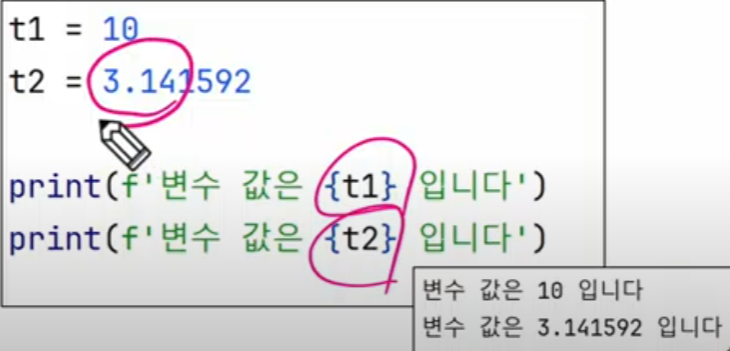 t1 = 10
t2 = 3.141592
print(f'변수 값은 {t1} 입니다')
print(f'변수 값은 {t2} 입니다')
변수 값은 10 입니다
변수 값은 3.141592 입니다